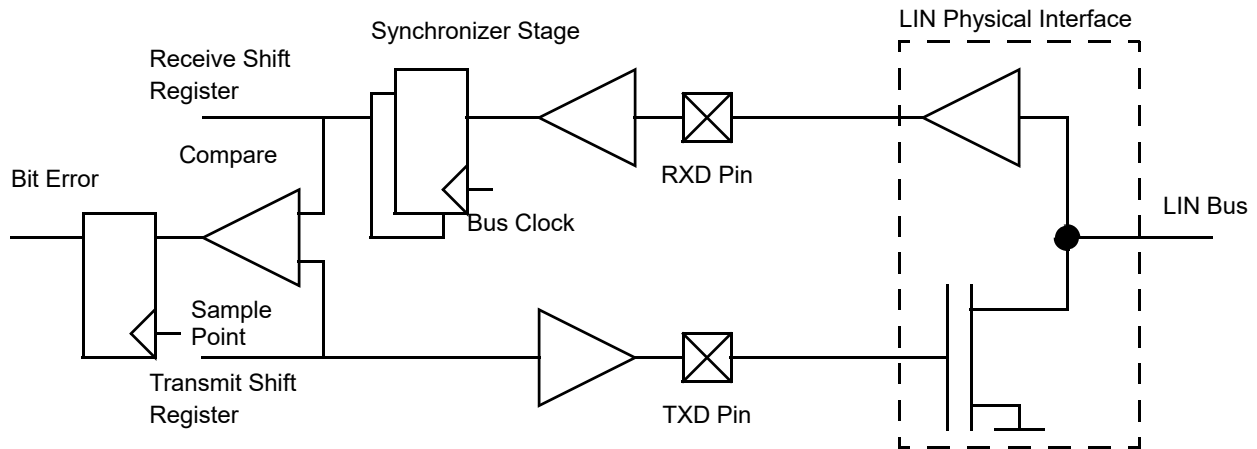 LIN Physical Interface
Synchronizer Stage
Receive Shift
Register
Compare
RXD Pin
Bit Error
LIN Bus
Bus Clock
Sample
Point
Transmit Shift
Register
TXD Pin